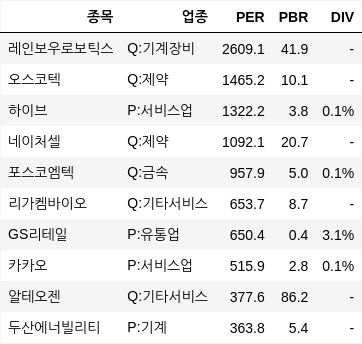 종목 업종 PER PBR DIV
레인보우로보틱스 Q:기계장비 2609.1 41.9 -
오스코텍 Q:제약 1465.2 10.1 -
하이브 P:서비스업 1322.2 3.8 0.1%
네이처셀 Q:제약 1092.1 20.7 -
포스코엠텍 Q:금속 957.9 5.0 0.1%
리가켐바이오 Q:기타서비스 653.7 8.7 -
GS리테일 P:유통업 650.4 0.4 3.1%
카카오 P:서비스업 515.9 2.8 0.1%
알테오젠 Q:기타서비스 377.6 86.2 -
두산에너빌리티 P:기계 363.8 5.4 -